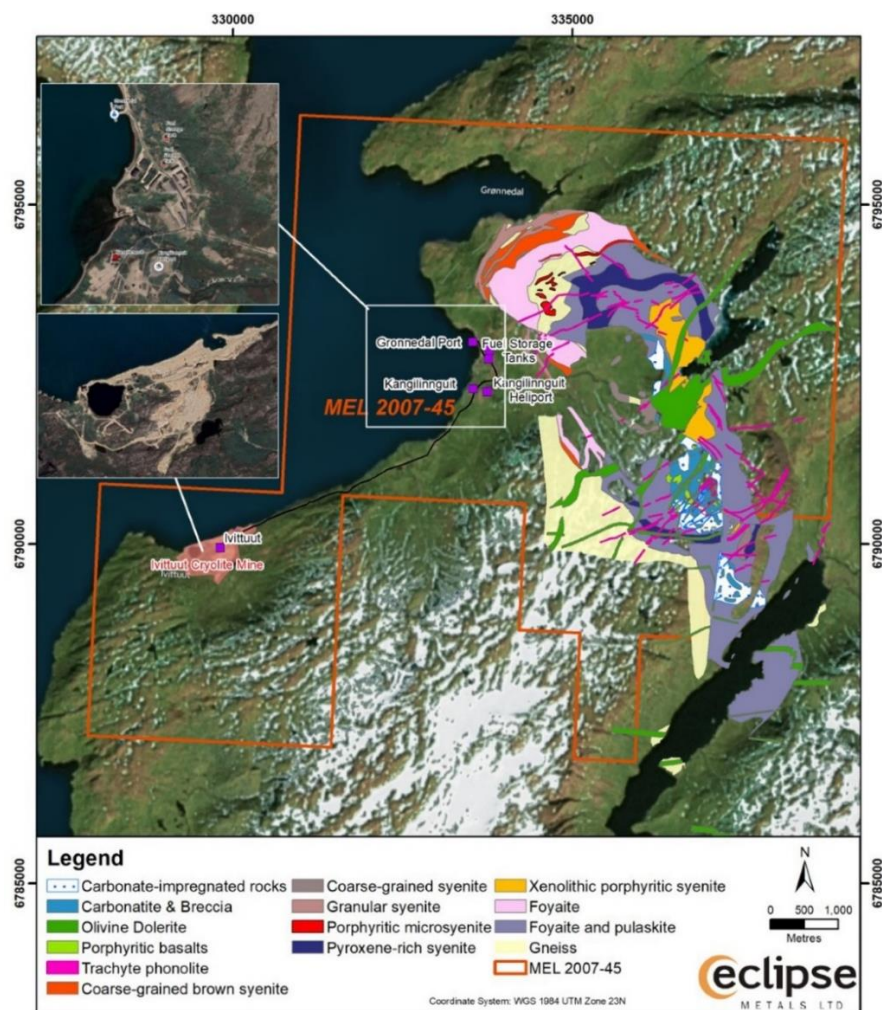 330000
335000
6795000
6795000
Grønnedal
Gronnedal Port
Fuel Storage
Tanks
Kangilinnguit
Kangilinnguit
Heliport
MEL 2007-45
6790000
6790000
Ivittuut
Ivittuut Cryolite Mine
Ivittuut
6785000
6785000
Legend
Carbonate-impregnated rocks
Carbonatite & Breccia
Olivine Dolerite
Porphyritic basalts
Trachyte phonolite
Coarse-grained brown syenite
Coarse-grained syenite
Granular syenite
Porphyritic microsyenite
Pyroxene-rich syenite
Xenolithic porphyritic syenite
Foyaite
Foyaite and pulaskite
Gneiss
MEL 2007-45
N
0 500 1,000
Metres
Coordinate System: WGS 1984 UTM Zone 23N
eclipse
METALS LTD